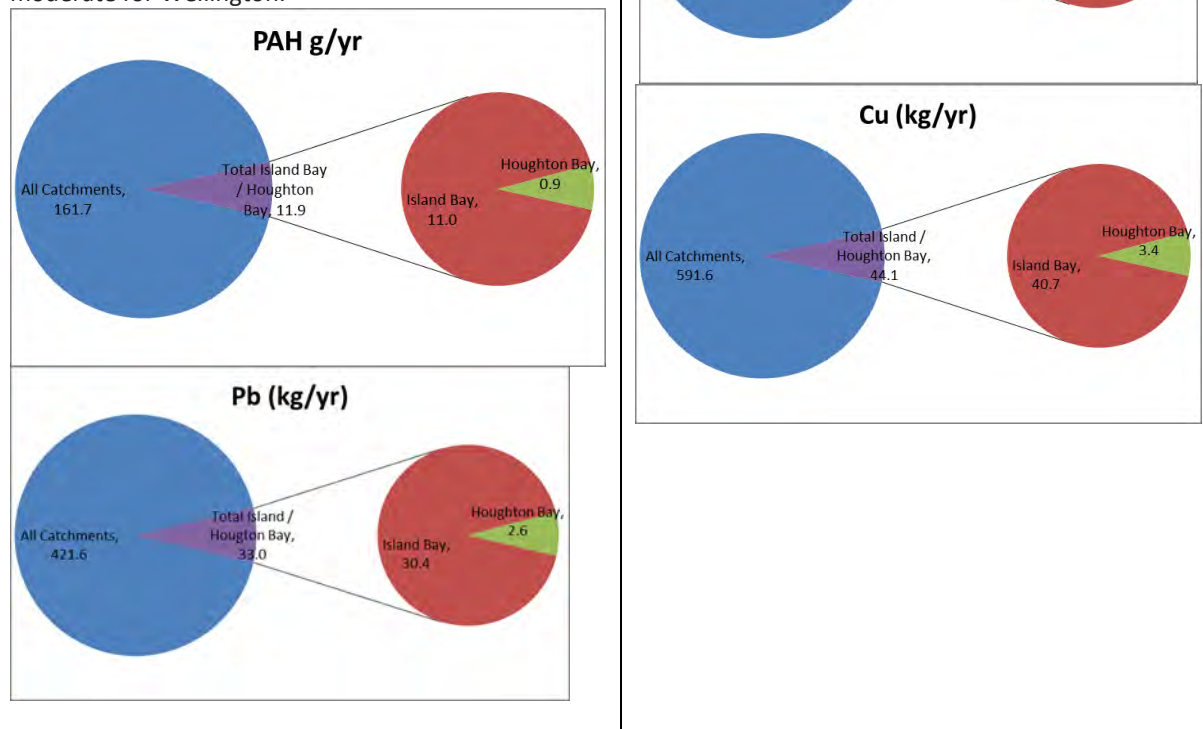 moderate for Wellington.
PAH g/yr
All Catchments,
161.7
Total Island Bay
/ Houghton
Bay, 11.9
Island Bay,
11.0
Houghton Bay,
0.9
Pb (kg/yr)
All Catchments,
421.6
Total Island /
Hougton Bay,
33.0
Island Bay,
30.4
Houghton Bay,
2.6
Cu (kg/yr)
All Catchments,
591.6
Total Island /
Houghton Bay,
44.1
Island Bay,
40.7
Houghton Bay,
3.4